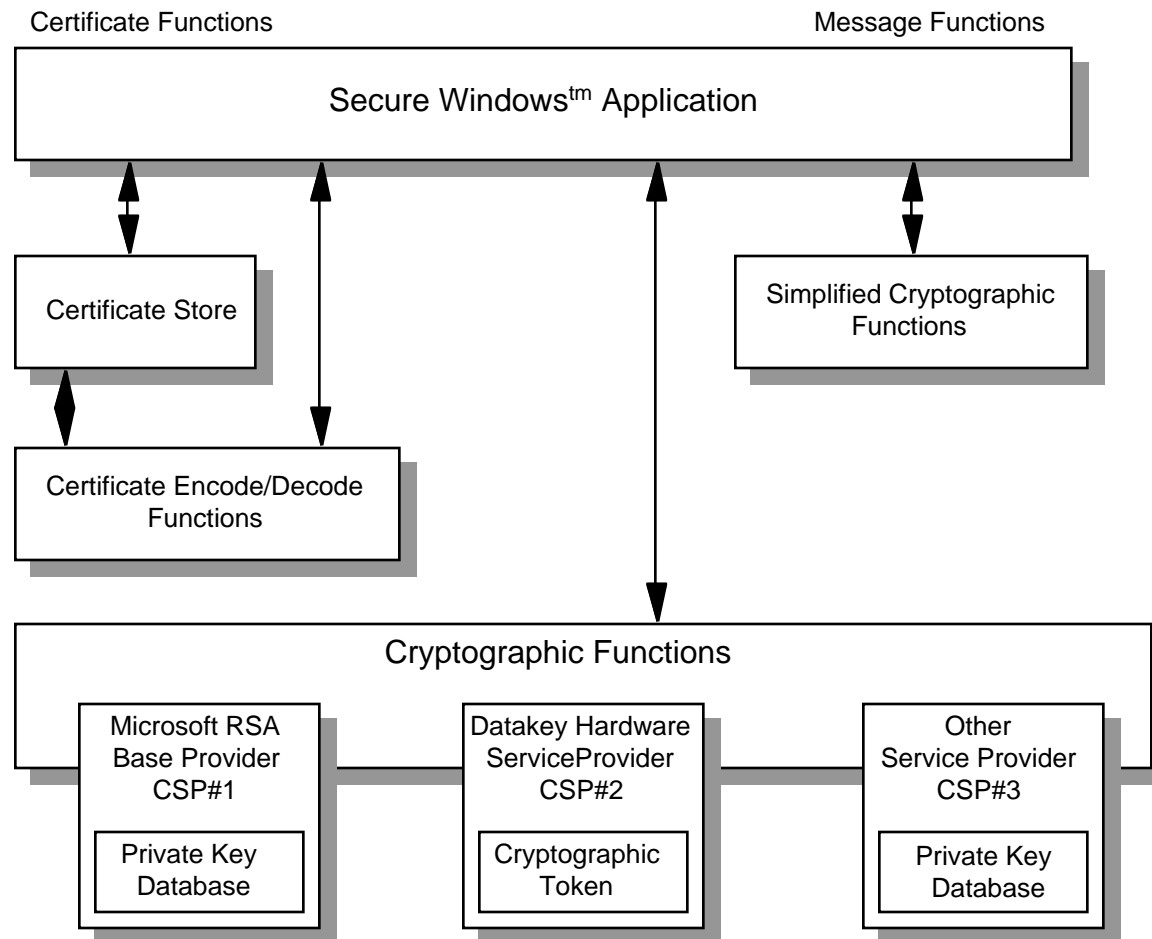 Certificate Functions
Message Functions
Secure Windowstm Application
Certificate Store
Simplified Cryptographic
Functions
Certificate Encode/Decode
Functions
Cryptographic Functions
Microsoft RSA
Base Provider
CSP#1
Private Key
Database
Datakey Hardware
ServiceProvider
CSP#2
Cryptographic
Token
Other
Service Provider
CSP#3
Private Key
Database